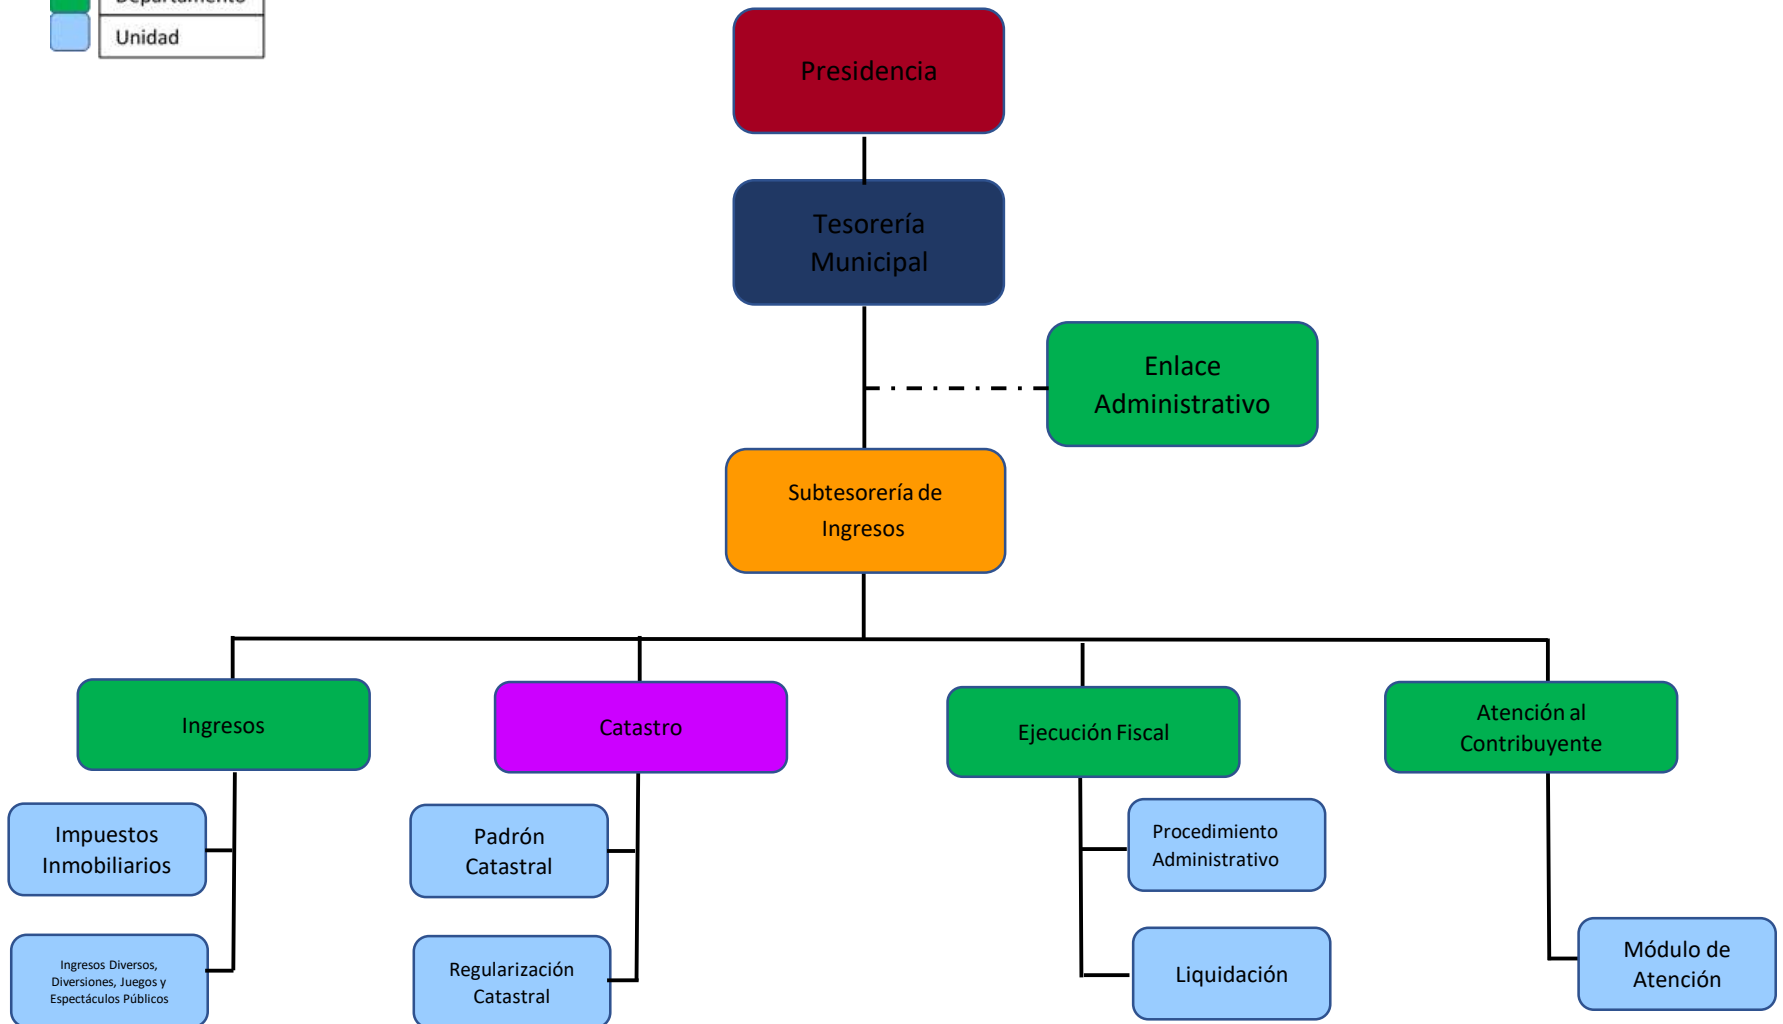 Departamento
Unidad
Presidencia
Tesorería
Municipal
Enlace
Administrativo
Subtesorería de
Ingresos
Ingresos
Catastro
Ejecución Fiscal
Atención al
Contribuyente
Impuestos
Inmobiliarios
Padrón
Catastral
Procedimiento
Administrativo
Ingresos Diversos,
Diversiones, Juegos y
Espectáculos Públicos
Regularización
Catastral
Liquidación
Módulo de
Atención